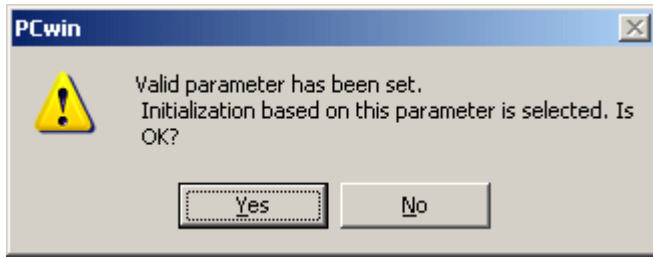 PCwin
Valid parameter has been set.
Initialization based on this parameter is selected. Is
OK?
Yes
No